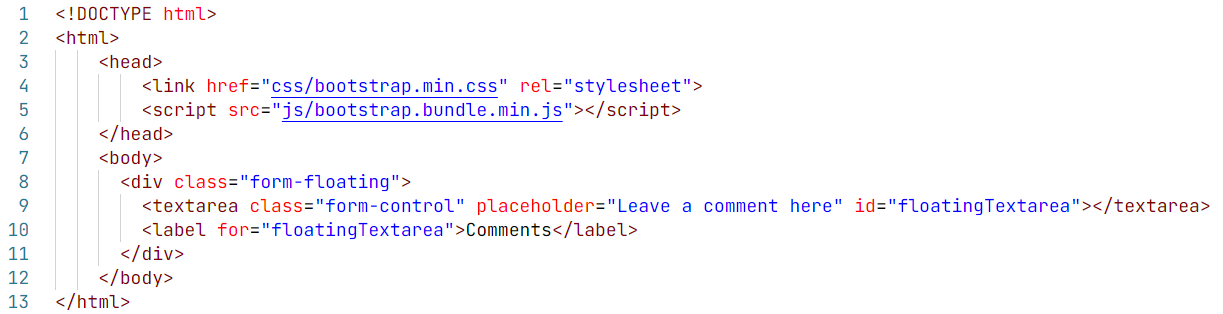 1 <!DOCTYPE html>
2 <html>
3 <head>
4 <link href="css/bootstrap.min.css" rel="stylesheet">
5 <script src="js/bootstrap.bundle.min.js"></script>
6 </head>
7 <body>
8 <div class="form-floating">
9 <textarea class="form-control" placeholder="Leave a comment here" id="floatingTextarea"></textarea>
10 <label for="floatingTextarea">Comments</label>
11 </div>
12 </body>
13 </html>